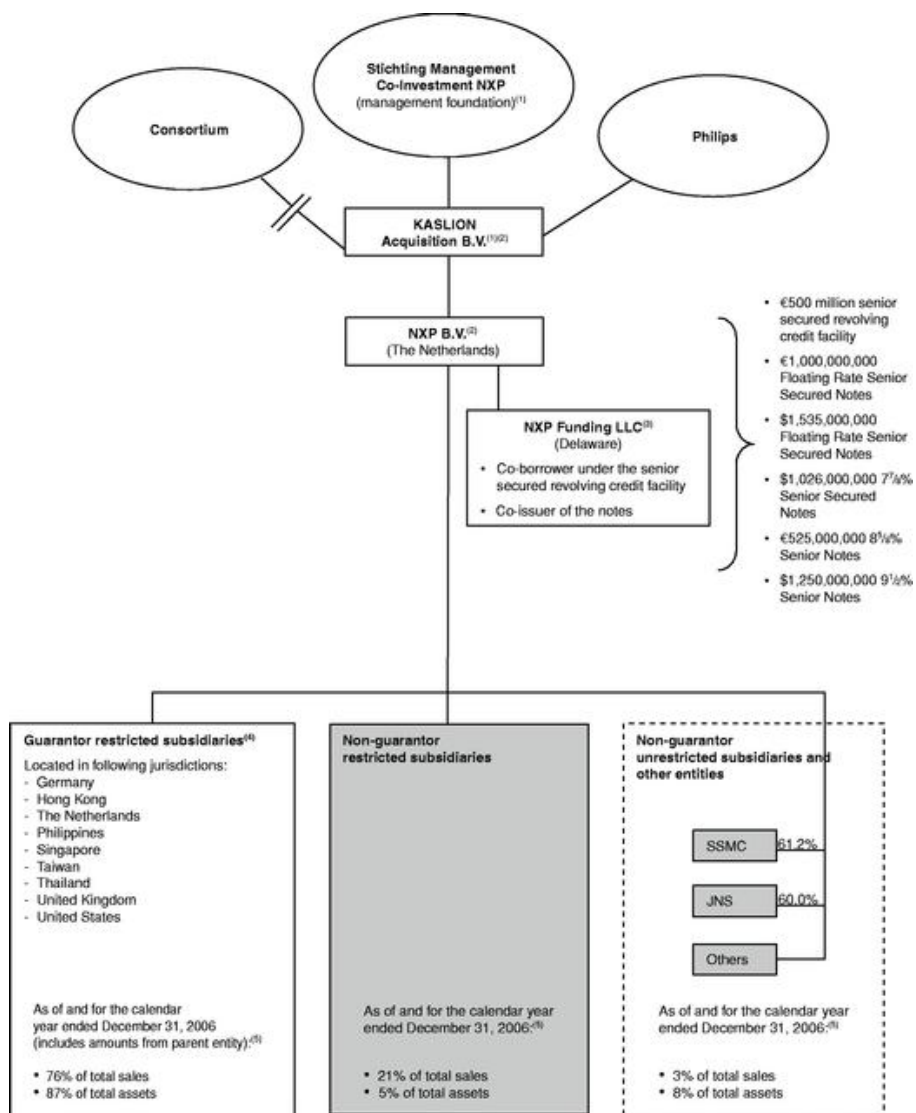 Stichting Management
Co-Investment NXP
(management foundation)(1)
Consortium
Philips
KASLION
Acquisition B.V.(1)(2)
NXP B.V.(2)
(The Netherlands)
NXP Funding LLC(3)
(Delaware)
• Co-borrower under the senior
secured revolving credit facility
• Co-issuer of the notes
• €500 million senior
secured revolving
credit facility
• €1,000,000,000
Floating Rate Senior
Secured Notes
• $1,535,000,000
Floating Rate Senior
Secured Notes
• $1,026,000,000 7⅞%
Senior Secured
Notes
• €525,000,000 8⅝%
Senior Notes
• $1,250,000,000 9½%
Senior Notes
Guarantor restricted subsidiaries(4)
Located in following jurisdictions:
- Germany
- Hong Kong
- The Netherlands
- Philippines
- Singapore
- Taiwan
- Thailand
- United Kingdom
- United States
As of and for the calendar
year ended December 31, 2006
(includes amounts from parent entity):(5)
• 76% of total sales
• 87% of total assets
Non-guarantor
restricted subsidiaries
As of and for the calendar year
ended December 31, 2006:(5)
• 21% of total sales
• 5% of total assets
Non-guarantor
unrestricted subsidiaries and
other entities
SSMC 61.2%
JNS 60.0%
Others
As of and for the calendar year
ended December 31, 2006:(5)
• 3% of total sales
• 8% of total assets